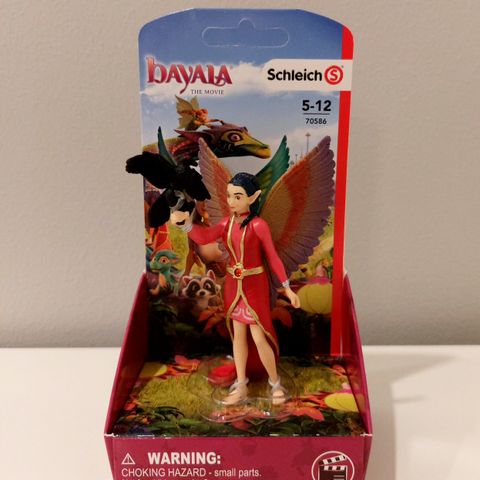 bayala
THE MOVIE
Schleich S
5-12
70586
WARNING:
CHOKING HAZARD - small parts.